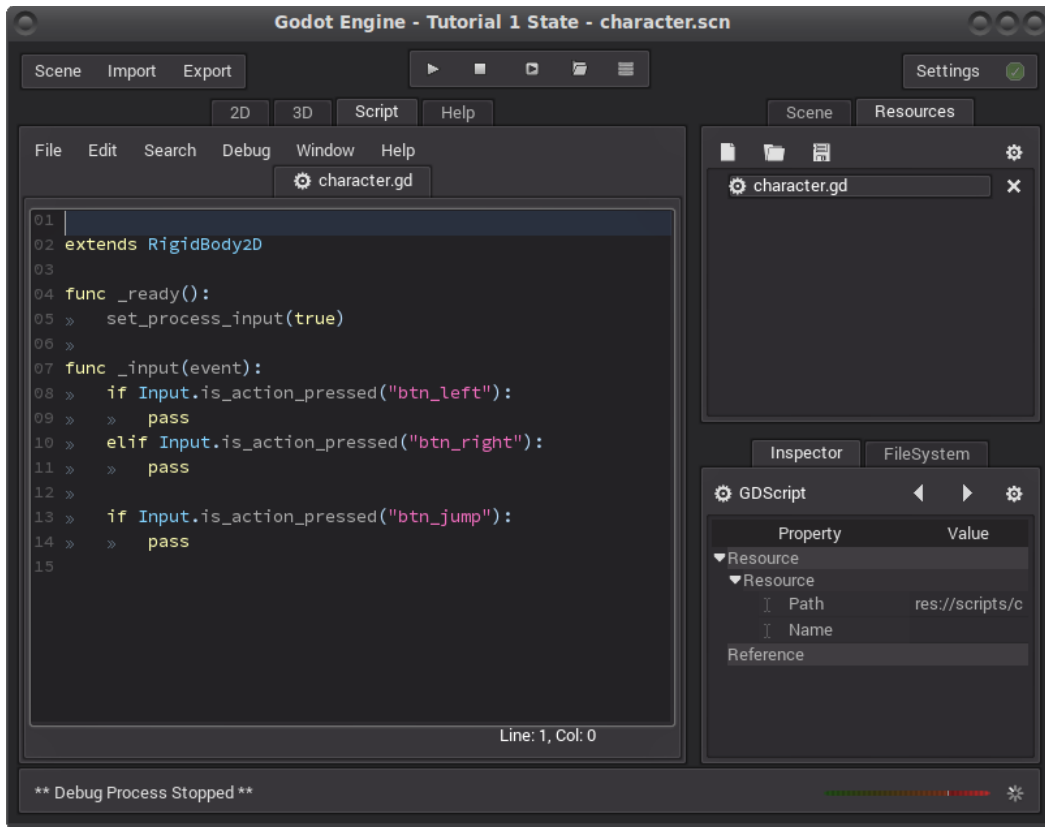 Godot Engine - Tutorial 1 State - character.scn
Scene Import Export
Settings
2D 3D Script Help
Scene Resources
File Edit Search Debug Window Help
character.gd
character.gd
01
02 extends RigidBody2D
03
04 func _ready():
05 » set_process_input(true)
06 »
07 func _input(event):
08 » if Input.is_action_pressed("btn_left"):
09 » » pass
10 » elif Input.is_action_pressed("btn_right"):
11 » » pass
12 »
13 » if Input.is_action_pressed("btn_jump"):
14 » » pass
15
Line: 1, Col: 0
Inspector FileSystem
GDScript
Property Value
Resource
Resource
Path res://scripts/c
Name
Reference
** Debug Process Stopped **